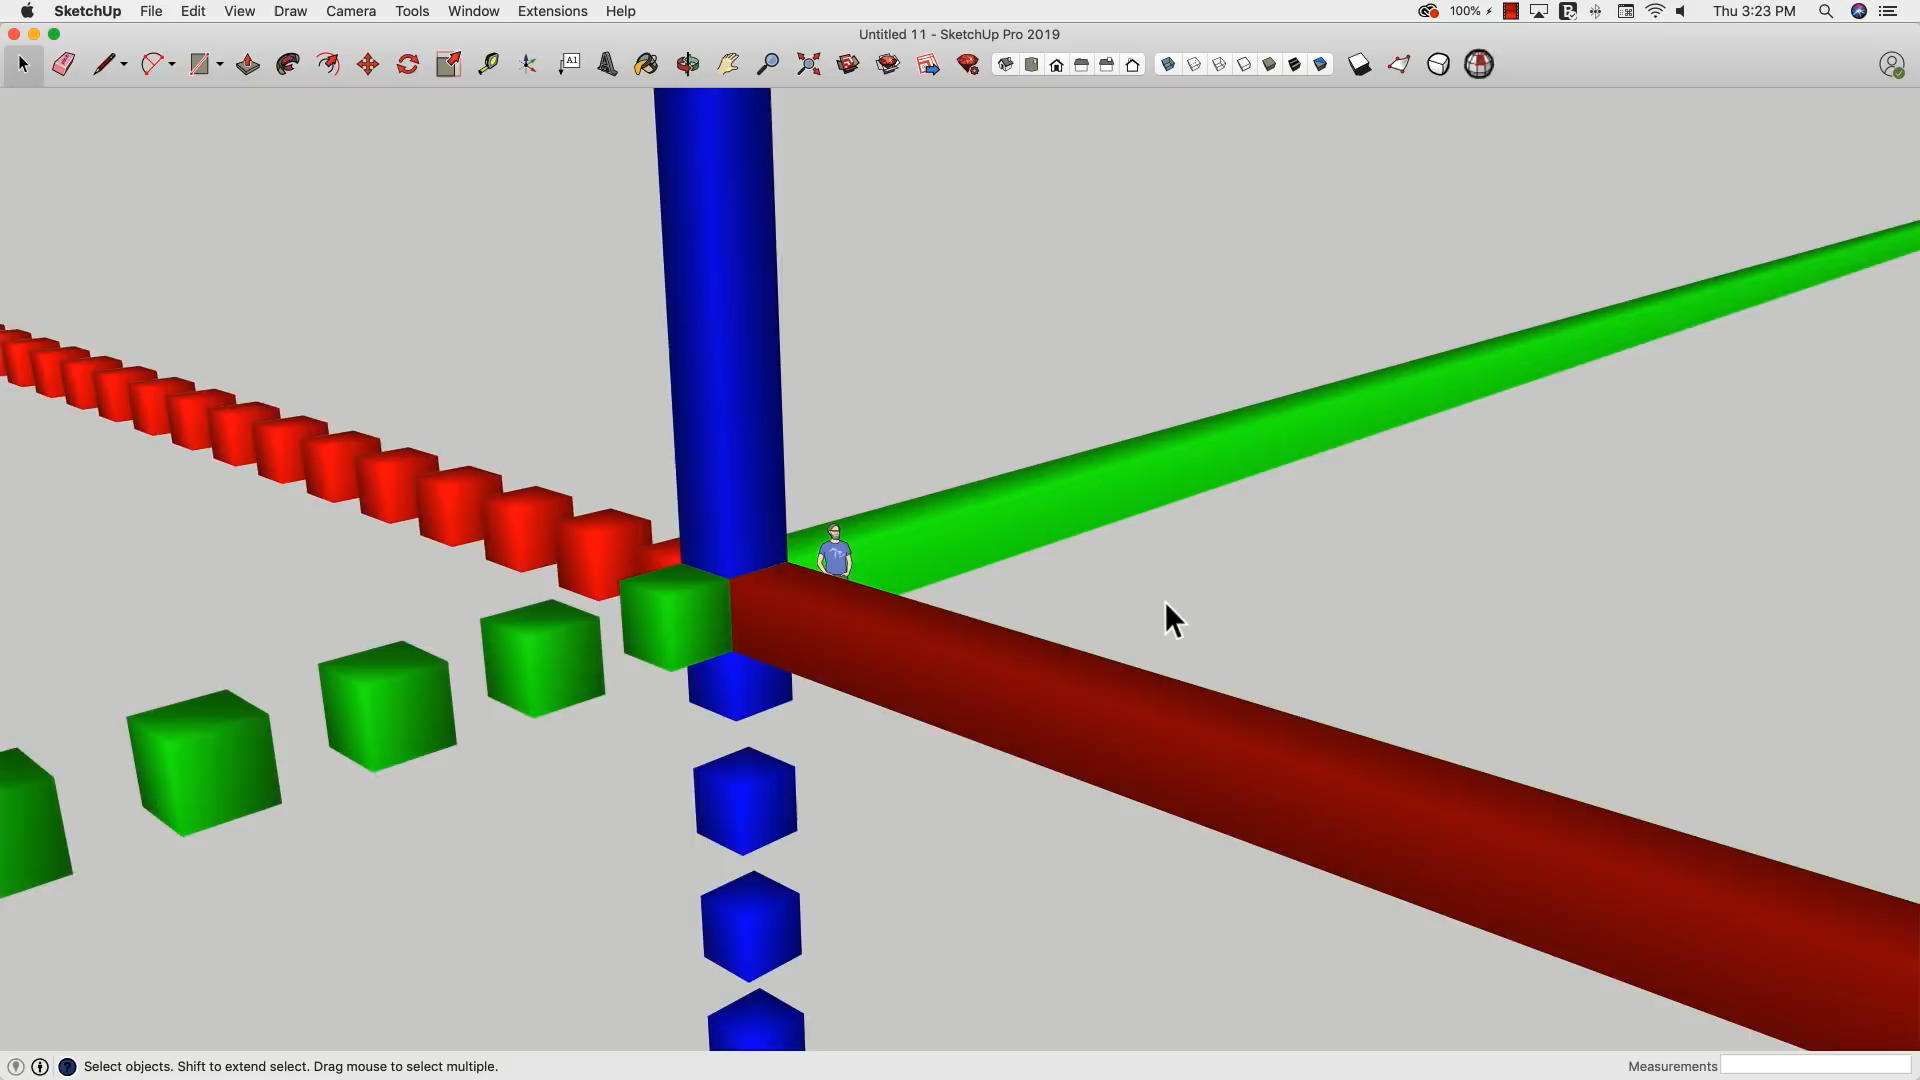 SketchUp File Edit View Draw Camera Tools Window Extensions Help 100% Thu 3:23 PM
Untitled 11 - SketchUp Pro 2019
A1
Select objects. Shift to extend select. Drag mouse to select multiple. Measurements